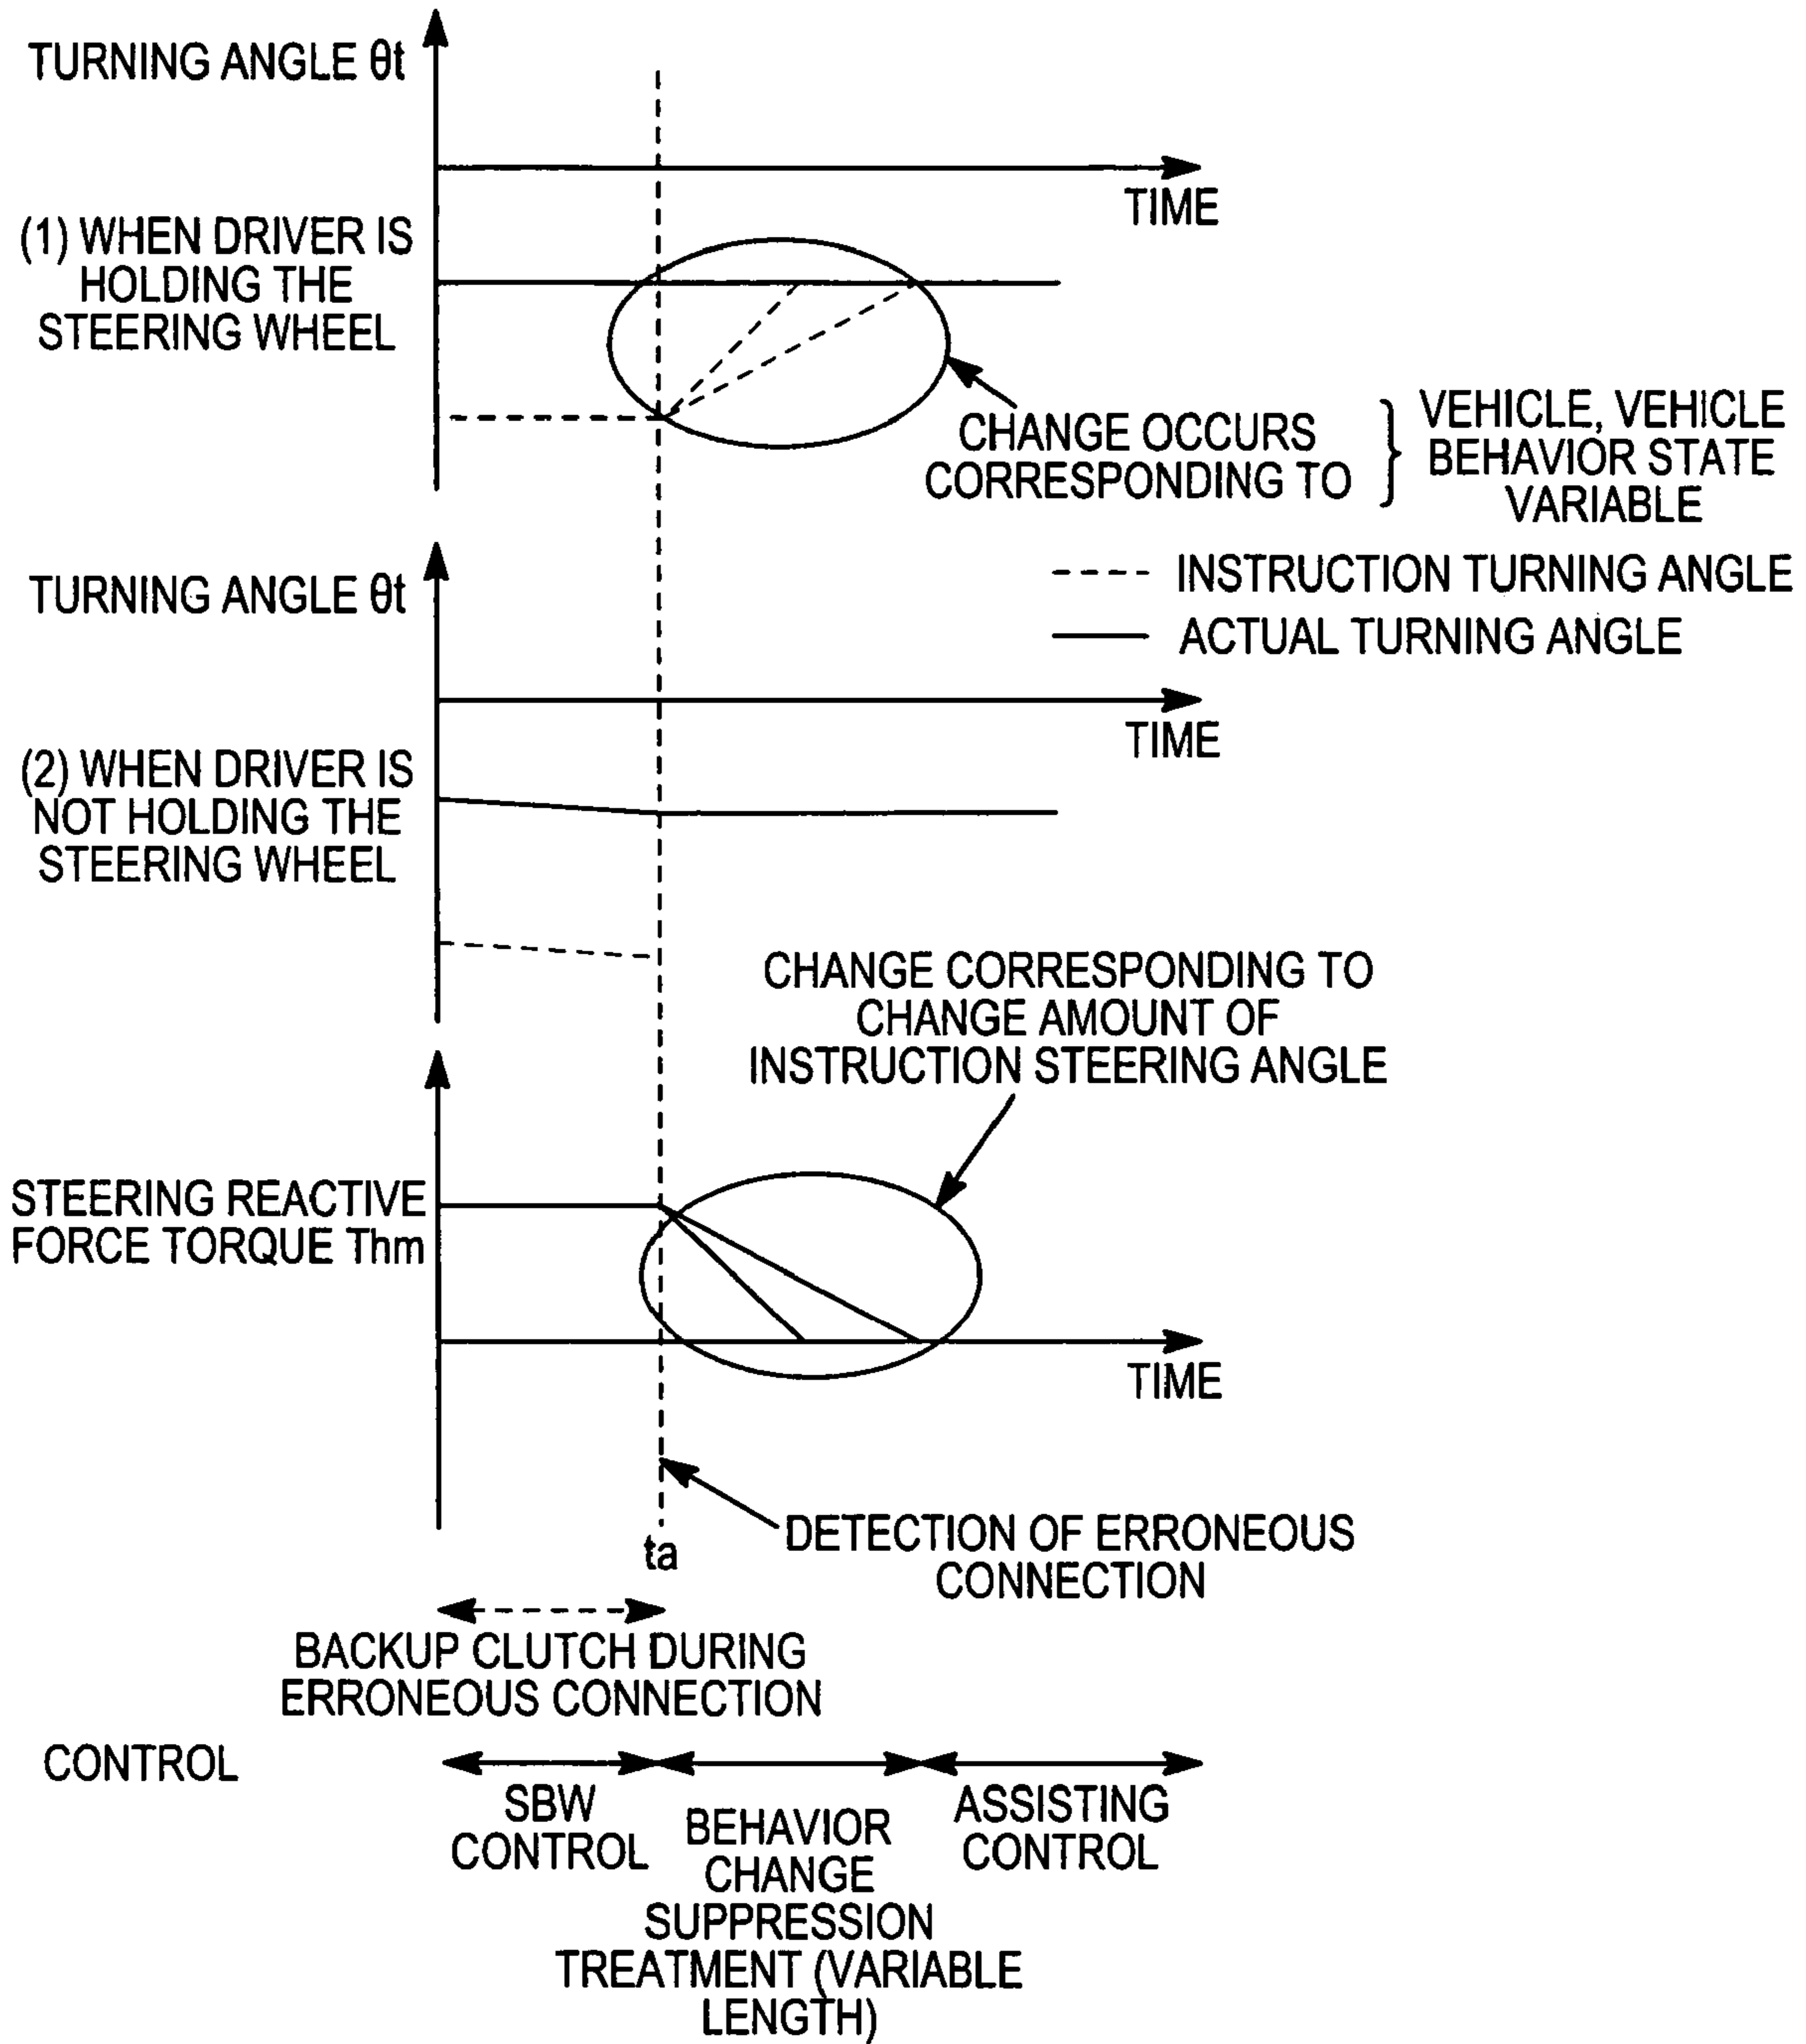 TURNING ANGLE θt
TIME
(1) WHEN DRIVER IS
HOLDING THE
STEERING WHEEL
CHANGE OCCURS
CORRESPONDING TO
VEHICLE, VEHICLE
BEHAVIOR STATE
VARIABLE
INSTRUCTION TURNING ANGLE
ACTUAL TURNING ANGLE
TURNING ANGLE θt
TIME
(2) WHEN DRIVER IS
NOT HOLDING THE
STEERING WHEEL
CHANGE CORRESPONDING TO
CHANGE AMOUNT OF
INSTRUCTION STEERING ANGLE
STEERING REACTIVE
FORCE TORQUE Thm
TIME
DETECTION OF ERRONEOUS
CONNECTION
ta
BACKUP CLUTCH DURING
ERRONEOUS CONNECTION
CONTROL
SBW
CONTROL
BEHAVIOR
CHANGE
SUPPRESSION
TREATMENT (VARIABLE
LENGTH)
ASSISTING
CONTROL